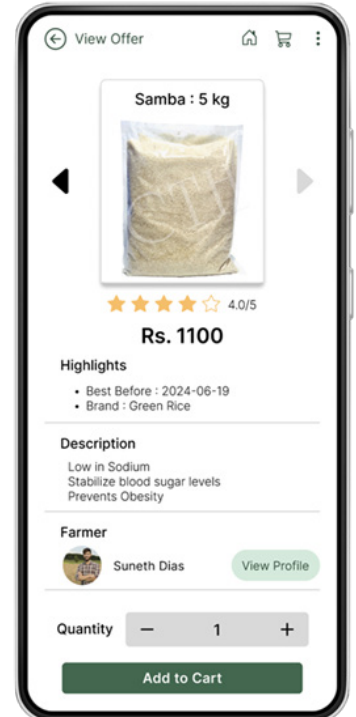 View Offer
Samba : 5 kg
4.0/5
Rs. 1100
Highlights
• Best Before : 2024-06-19
• Brand : Green Rice
Description
Low in Sodium
Stabilize blood sugar levels
Prevents Obesity
Farmer
Suneth Dias
View Profile
Quantity − 1 +
Add to Cart